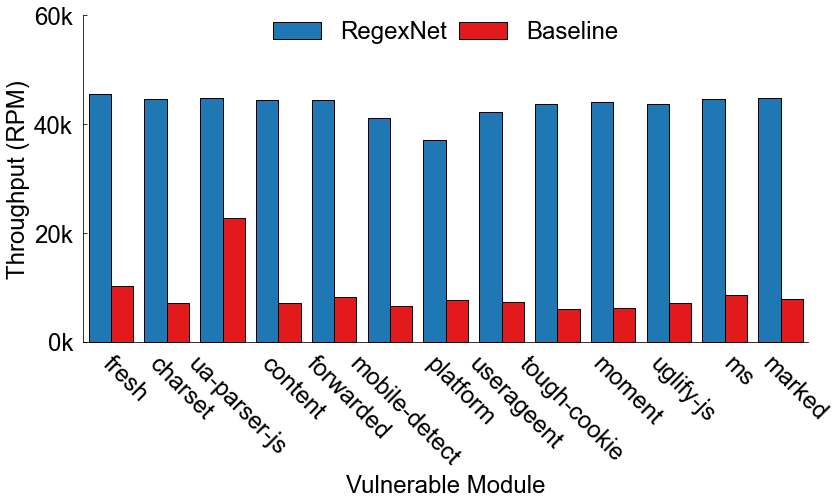 60k
RegexNet
Baseline
40k
20k
0k
Throughput (RPM)
fresh
charset
ua-parser-js
content
forwarded
mobile-detect
platform
userageent
tough-cookie
moment
uglify-js
ms
marked
Vulnerable Module